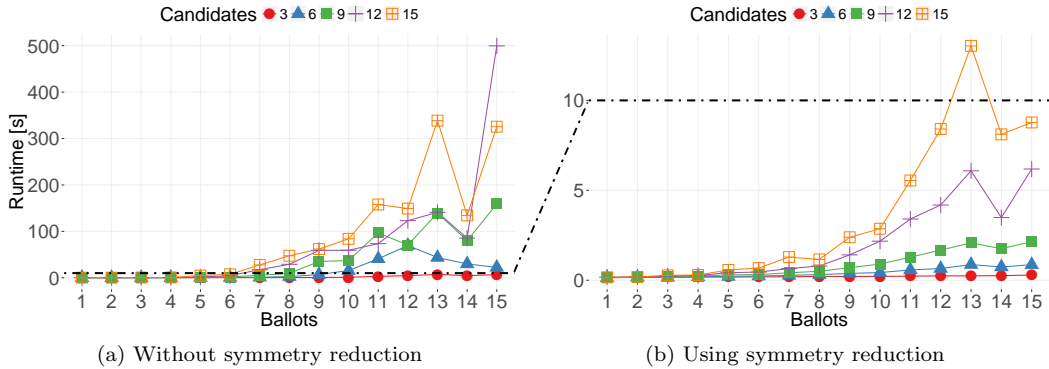 Candidates 3 6 9 12 15
Runtime [s]
500
400
300
200
100
0
1 2 3 4 5 6 7 8 9 10 11 12 13 14 15
Ballots
(a) Without symmetry reduction
Candidates 3 6 9 12 15
10
5
0
1 2 3 4 5 6 7 8 9 10 11 12 13 14 15
Ballots
(b) Using symmetry reduction